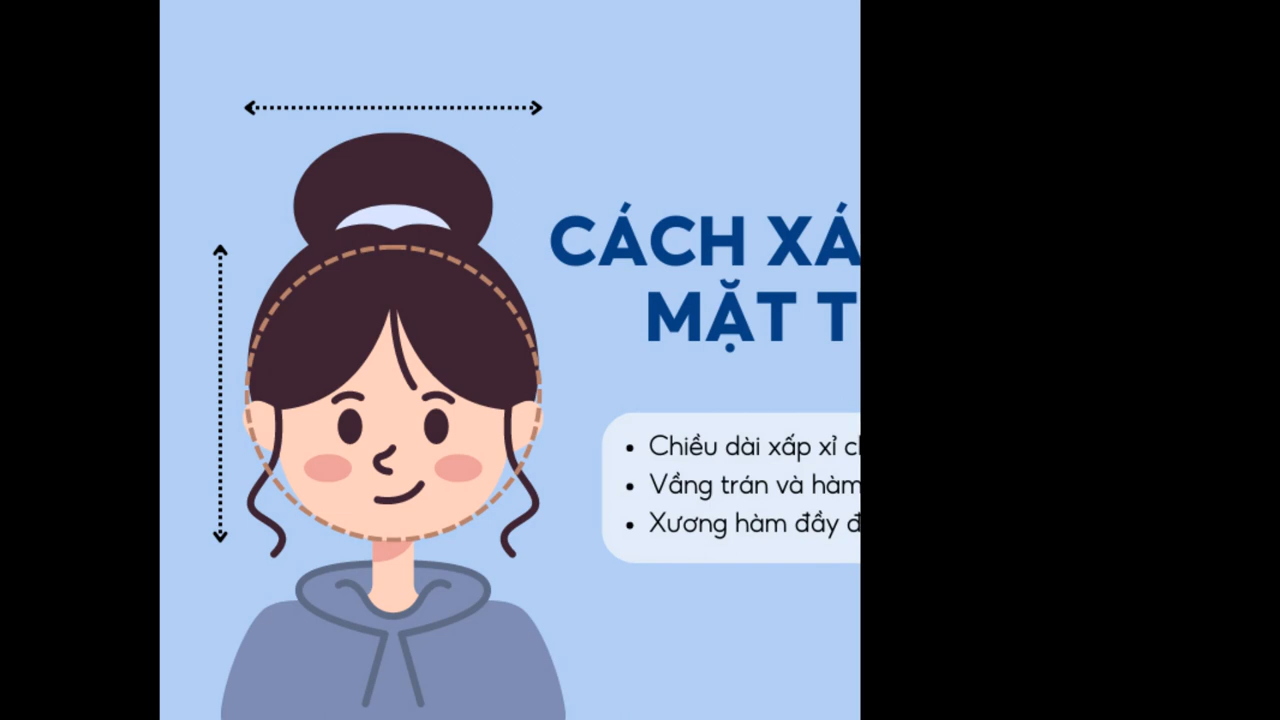 CÁCH XÁ
MẶT T
• Chiều dài xấp xỉ
• Vầng trán và hàm
• Xương hàm đầy